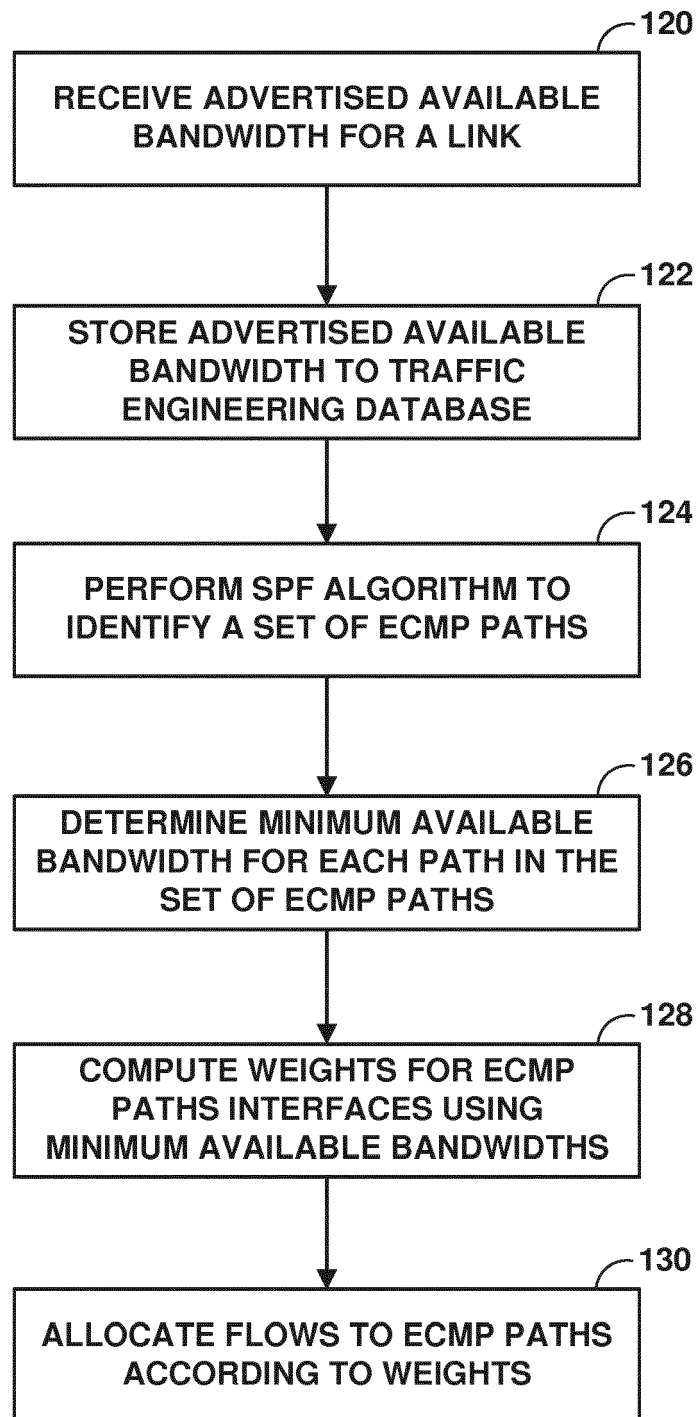 120
RECEIVE ADVERTISED AVAILABLE
BANDWIDTH FOR A LINK
122
STORE ADVERTISED AVAILABLE
BANDWIDTH TO TRAFFIC
ENGINEERING DATABASE
124
PERFORM SPF ALGORITHM TO
IDENTIFY A SET OF ECMP PATHS
126
DETERMINE MINIMUM AVAILABLE
BANDWIDTH FOR EACH PATH IN THE
SET OF ECMP PATHS
128
COMPUTE WEIGHTS FOR ECMP
PATHS INTERFACES USING
MINIMUM AVAILABLE BANDWIDTHS
130
ALLOCATE FLOWS TO ECMP PATHS
ACCORDING TO WEIGHTS